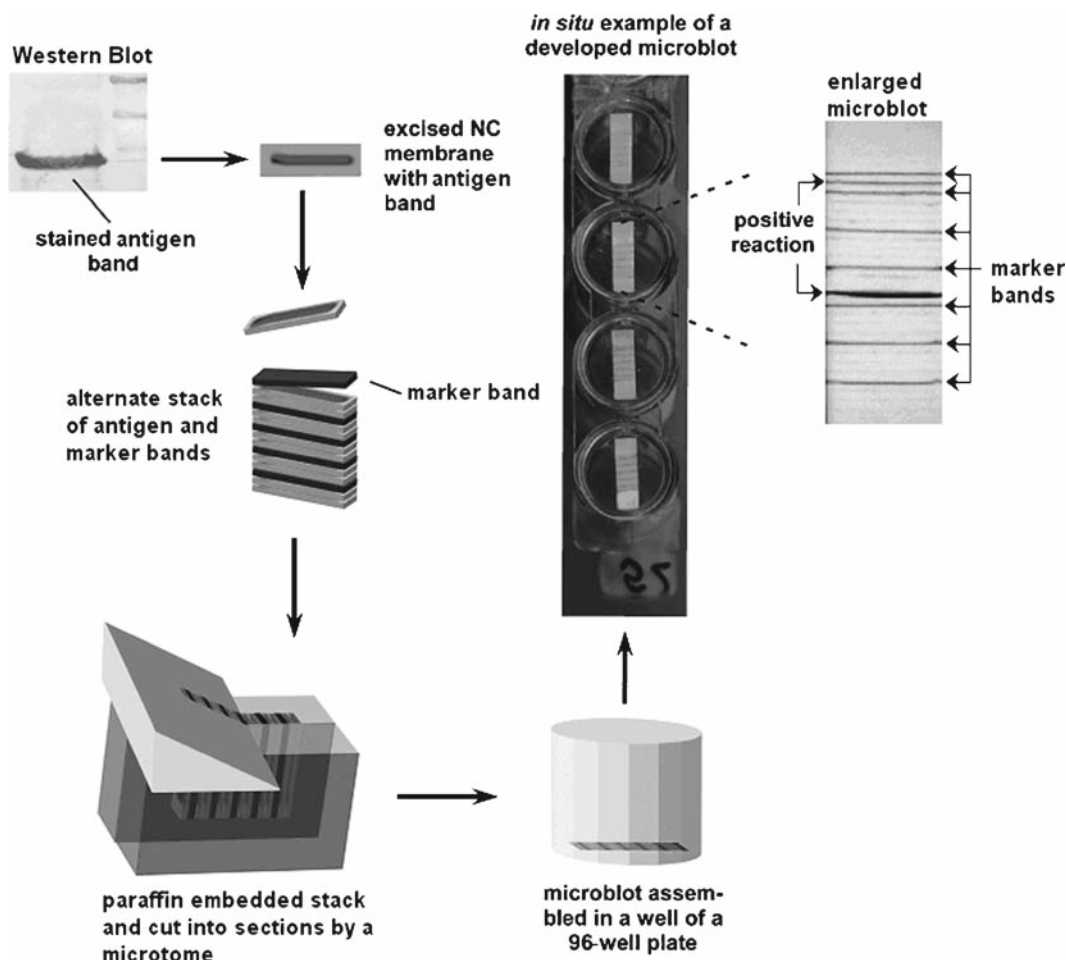 Western Blot
stained antigen
band
excised NC
membrane
with antigen
band
alternate stack
of antigen and
marker bands
marker band
paraffin embedded stack
and cut into sections by a
microtome
microblot assem-
bled in a well of a
96-well plate
in situ example of a
developed microblot
enlarged
microblot
positive
reaction
marker
bands